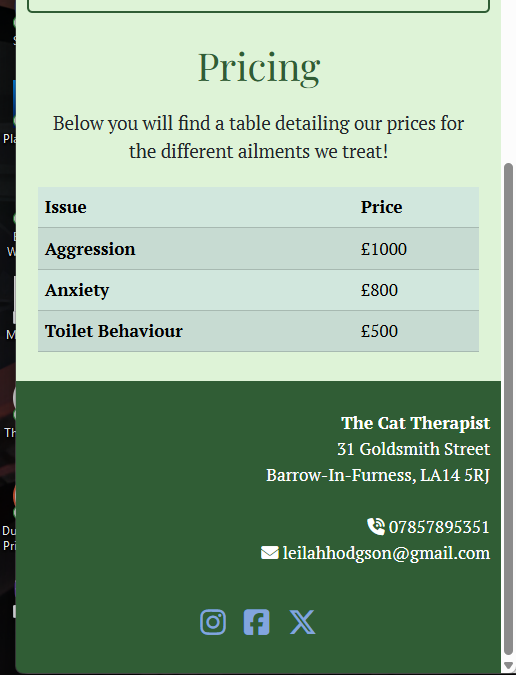 Pricing
Below you will find a table detailing our prices for
the different ailments we treat!
Issue Price
Aggression £1000
Anxiety £800
Toilet Behaviour £500
The Cat Therapist
31 Goldsmith Street
Barrow-In-Furness, LA14 5RJ
07857895351
leilahhodgson@gmail.com